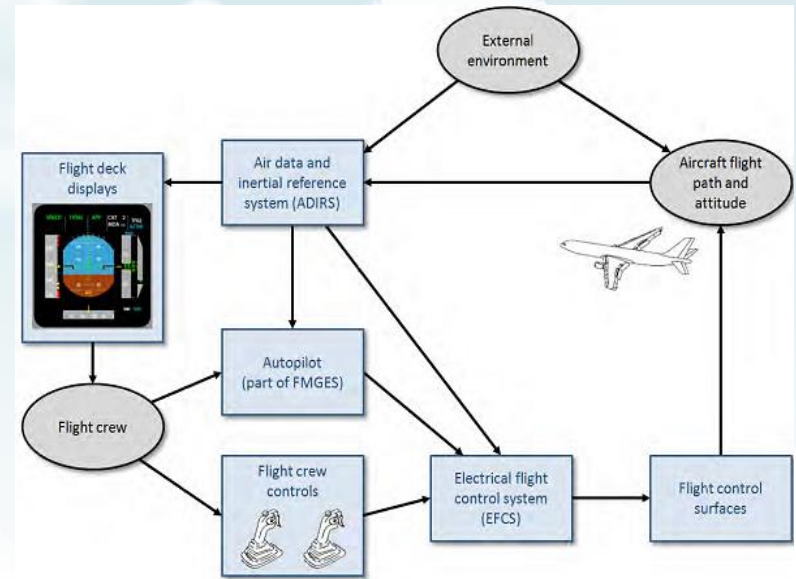 External
environment
Flight deck
displays
Air data and
inertial reference
system (ADIRS)
Aircraft flight
path and
attitude
Autopilot
(part of FMGES)
Flight crew
Flight crew
controls
Electrical flight
control system
(EFCS)
Flight control
surfaces